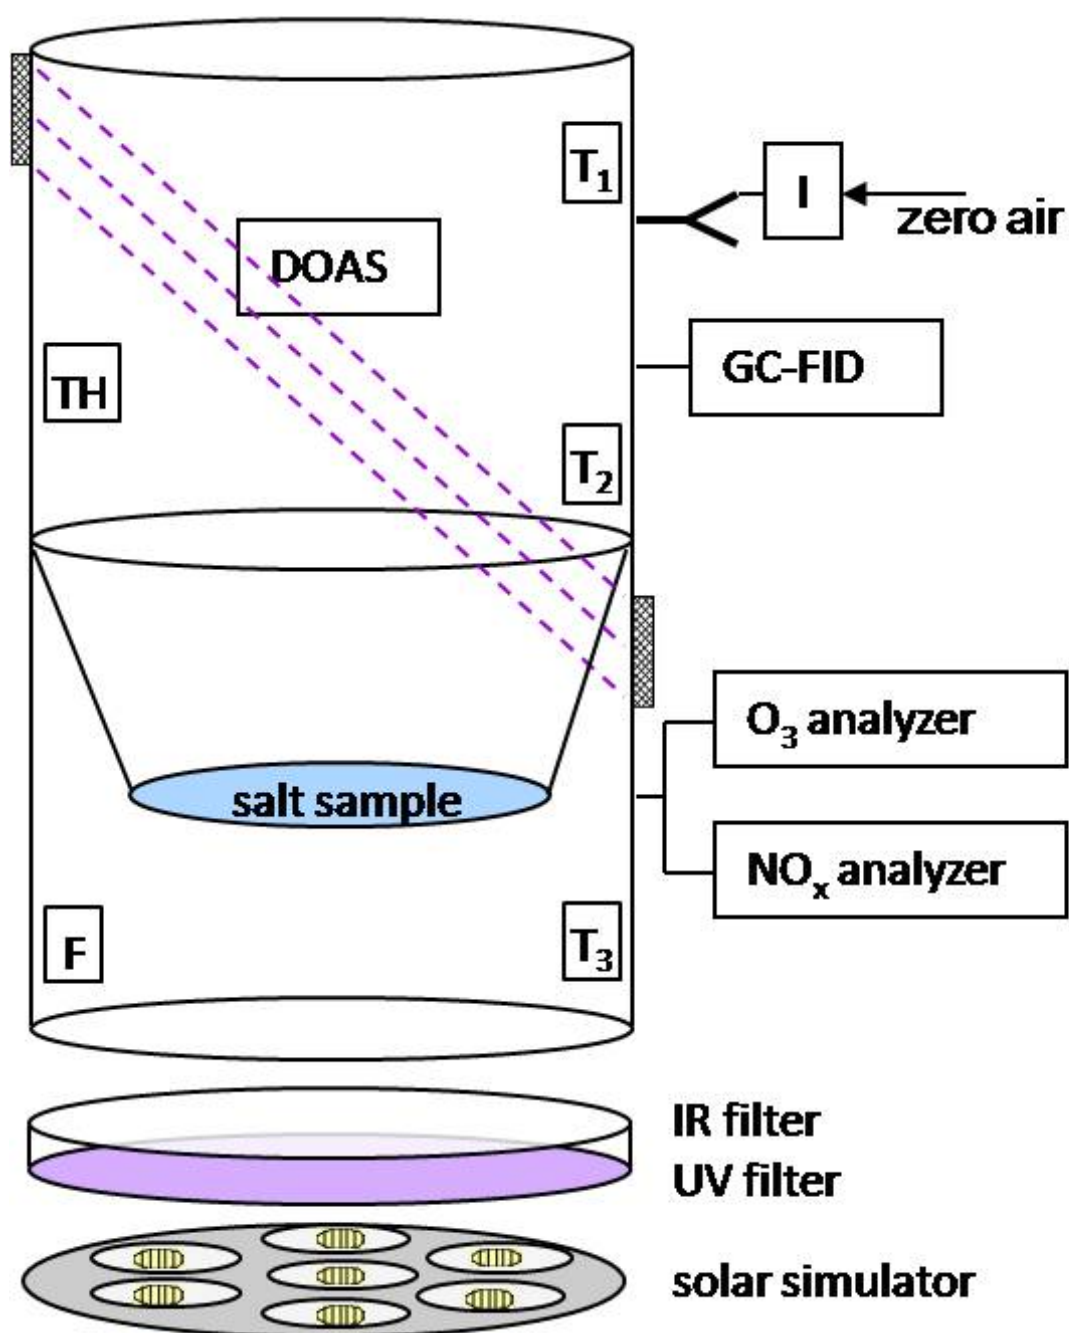 T1
I
zero air
DOAS
GC-FID
TH
T2
O3 analyzer
salt sample
NOx analyzer
F
T3
IR filter
UV filter
solar simulator